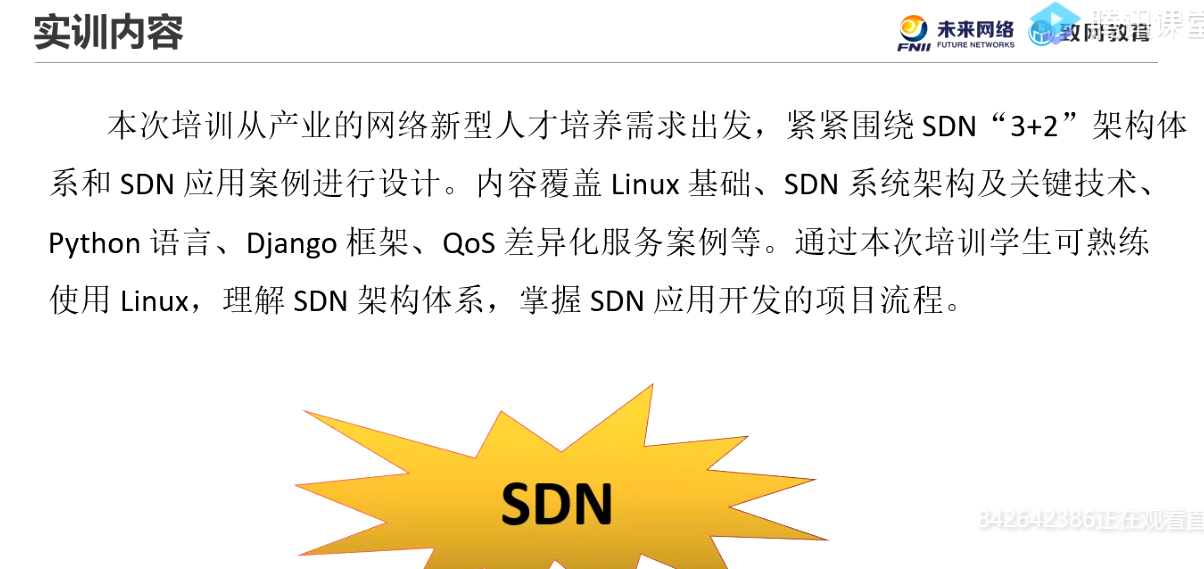 实训内容
FNII 未来网络
FUTURE NETWORKS
致网教育
腾讯课堂
本次培训从产业的网络新型人才培养需求出发，紧紧围绕 SDN“3+2”架构体
系和 SDN 应用案例进行设计。内容覆盖 Linux 基础、SDN 系统架构及关键技术、
Python 语言、Django 框架、QoS 差异化服务案例等。通过本次培训学生可熟练
使用 Linux，理解 SDN 架构体系，掌握 SDN 应用开发的项目流程。
SDN
842642386正在观看直